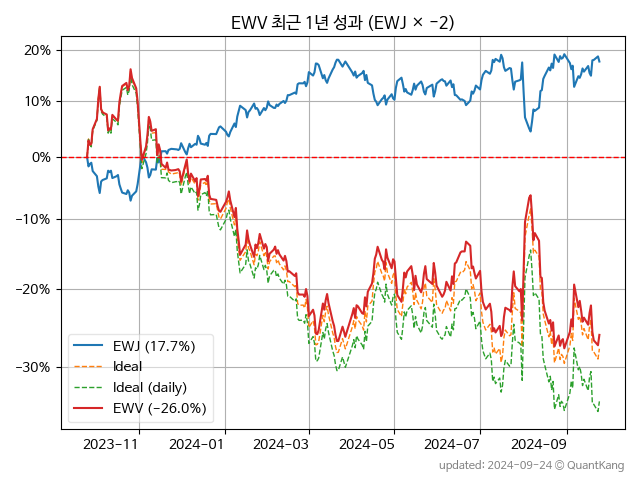 EWV 최근 1년 성과 (EWJ × −2)
20%
10%
0%
−10%
−20%
−30%
EWJ (17.7%)
Ideal
Ideal (daily)
EWV (−26.0%)
2023-11 2024-01 2024-03 2024-05 2024-07 2024-09
updated: 2024-09-24 @ QuantKang